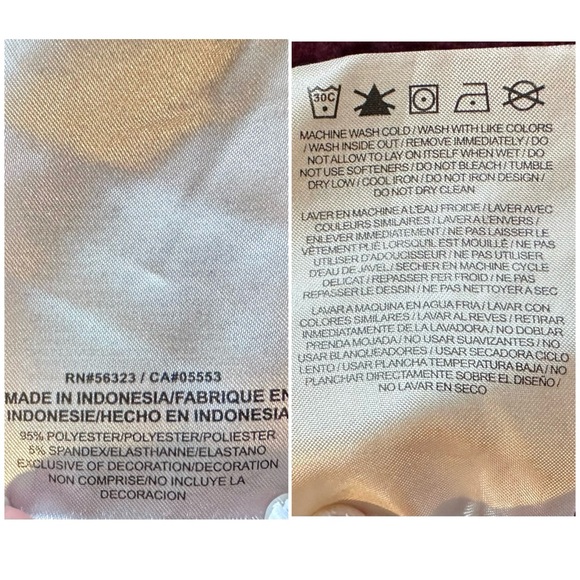 RN#56323 / CA#05553
MADE IN INDONESIA/FABRIQUE EN
INDONESIE/HECHO EN INDONESIA
95% POLYESTER/POLYESTER/POLIESTER
5% SPANDEX/ELASTHANNE/ELASTANO
EXCLUSIVE OF DECORATION/DECORATION
NON COMPRISE/NO INCLUYE LA
DECORACION
30C
MACHINE WASH COLD / WASH WITH LIKE COLORS
/ WASH INSIDE OUT / REMOVE IMMEDIATELY / DO
NOT ALLOW TO LAY ON ITSELF WHEN WET / DO
NOT USE SOFTENERS / DO NOT BLEACH / TUMBLE
DRY LOW / COOL IRON / DO NOT IRON DESIGN /
DO NOT DRY CLEAN
LAVER EN MACHINE A L'EAU FROIDE / LAVER AVEC
COULEURS SIMILAIRES / LAVER A L'ENVERS /
ENLEVER IMMEDIATEMENT / NE PAS LAISSER LE
VÊTEMENT PLIÉ LORSQU'IL EST MOUILLÉ / NE PAS
UTILISER D'ADOUCISSEUR / NE PAS UTILISER
D'EAU DE JAVEL / SECHER EN MACHINE CYCLE
DELICAT / REPASSER FER FROID / NE PAS
REPASSER LE DESSIN / NE PAS NETTOYER A SEC
LAVAR A MAQUINA EN AGUA FRIA / LAVAR CON
COLORES SIMILARES / LAVAR AL REVES / RETIRAR
INMEDIATAMENTE DE LA LAVADORA / NO DOBLAR
PRENDA MOJADA / NO USAR SUAVIZANTES / NO
USAR BLANQUEADORES / USAR SECADORA CICLO
LENTO / USAR PLANCHA TEMPERATURA BAJA / NO
PLANCHAR DIRECTAMENTE SOBRE EL DISEÑO /
NO LAVAR EN SECO